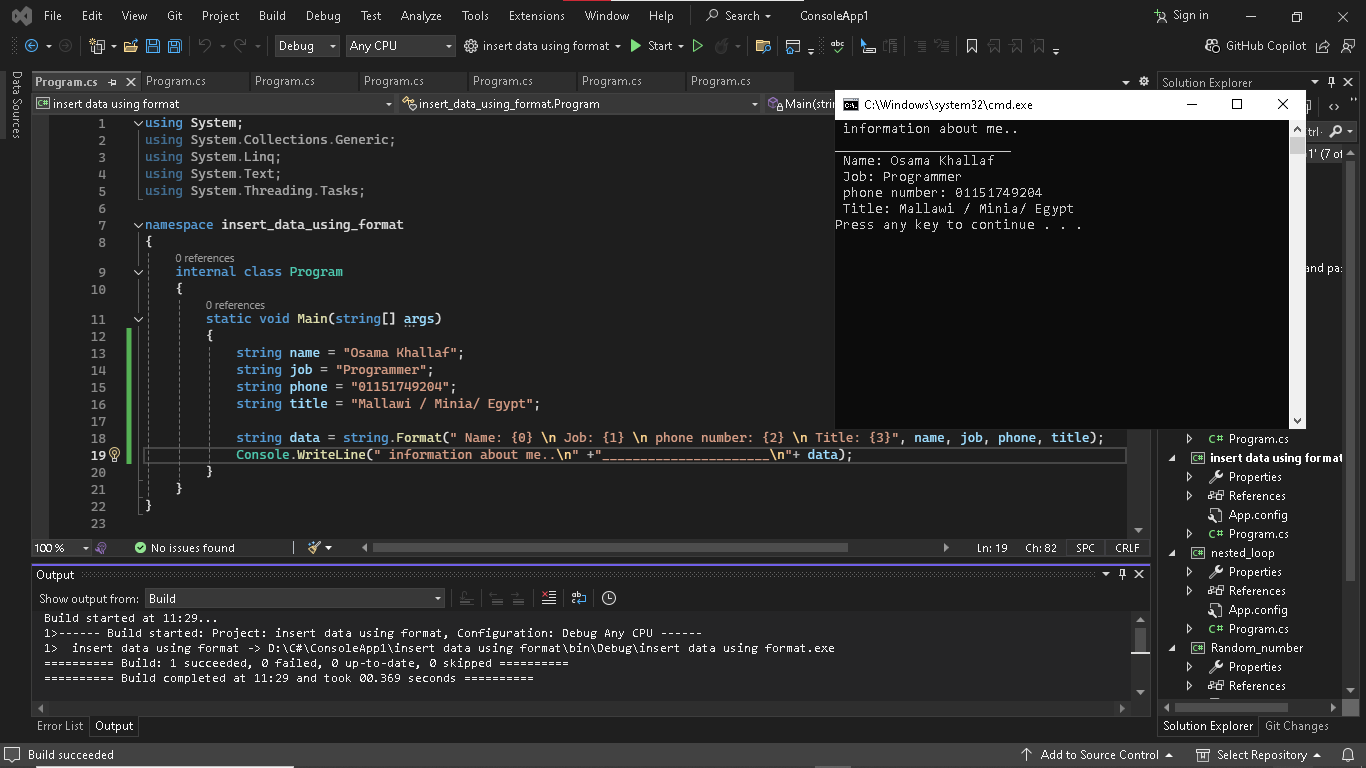 File Edit View Git Project Build Debug Test Analyze Tools Extensions Window Help Search ConsoleApp1 Sign in
Debug Any CPU insert data using format Start GitHub Copilot
Data Sources
Program.cs Program.cs Program.cs Program.cs Program.cs Program.cs Program.cs
insert data using format insert_data_using_format.Program Main(strin
1 using System;
2 using System.Collections.Generic;
3 using System.Linq;
4 using System.Text;
5 using System.Threading.Tasks;
6
7 namespace insert_data_using_format
8 {
0 references
9 internal class Program
10 {
0 references
11 static void Main(string[] args)
12 {
13 string name = "Osama Khallaf";
14 string job = "Programmer";
15 string phone = "01151749204";
16 string title = "Mallawi / Minia/ Egypt";
17
18 string data = string.Format(" Name: {0} \n Job: {1} \n phone number: {2} \n Title: {3}", name, job, phone, title);
19 Console.WriteLine(" information about me..\n" +"______________________\n"+ data);
20 }
21 }
22 }
23
100 % No issues found Ln: 19 Ch: 82 SPC CRLF
C:\Windows\system32\cmd.exe
information about me..
______________________
Name: Osama Khallaf
Job: Programmer
phone number: 01151749204
Title: Mallawi / Minia/ Egypt
Press any key to continue . . .
Output
Show output from: Build
Build started at 11:29...
1>------ Build started: Project: insert data using format, Configuration: Debug Any CPU ------
1>  insert data using format -> D:\C#\ConsoleApp1\insert data using format\bin\Debug\insert data using format.exe
========== Build: 1 succeeded, 0 failed, 0 up-to-date, 0 skipped ==========
========== Build completed at 11:29 and took 00.369 seconds ==========
Error List Output
Solution Explorer
trl-
1' (7 of
and pas
C# Program.cs
C# insert data using format
Properties
References
App.config
C# Program.cs
C# nested_loop
Properties
References
App.config
C# Program.cs
C# Random_number
Properties
References
Solution Explorer Git Changes
Build succeeded Add to Source Control Select Repository